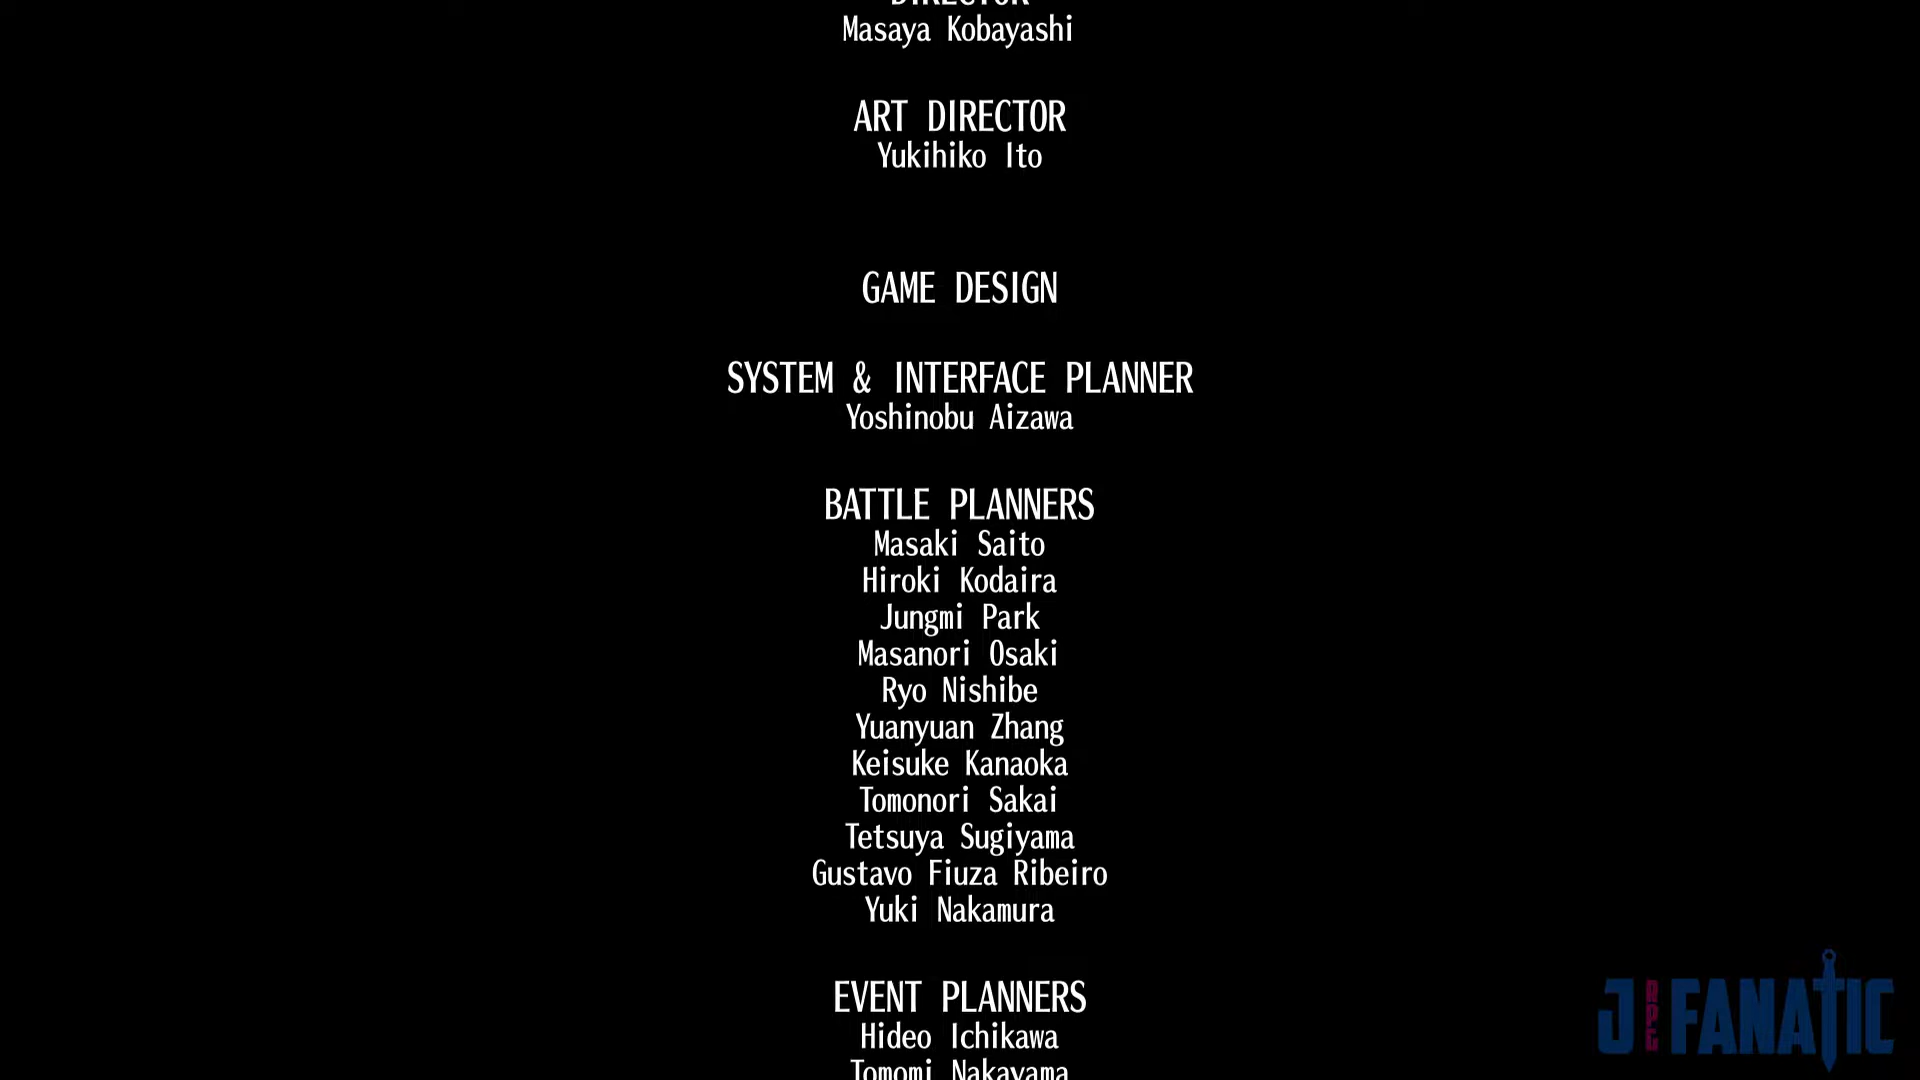 DIRECTOR
Masaya Kobayashi
ART DIRECTOR
Yukihiko Ito
GAME DESIGN
SYSTEM & INTERFACE PLANNER
Yoshinobu Aizawa
BATTLE PLANNERS
Masaki Saito
Hiroki Kodaira
Jungmi Park
Masanori Osaki
Ryo Nishibe
Yuanyuan Zhang
Keisuke Kanaoka
Tomonori Sakai
Tetsuya Sugiyama
Gustavo Fiuza Ribeiro
Yuki Nakamura
EVENT PLANNERS
Hideo Ichikawa
Tomomi Nakayama
J RPG FANATIC